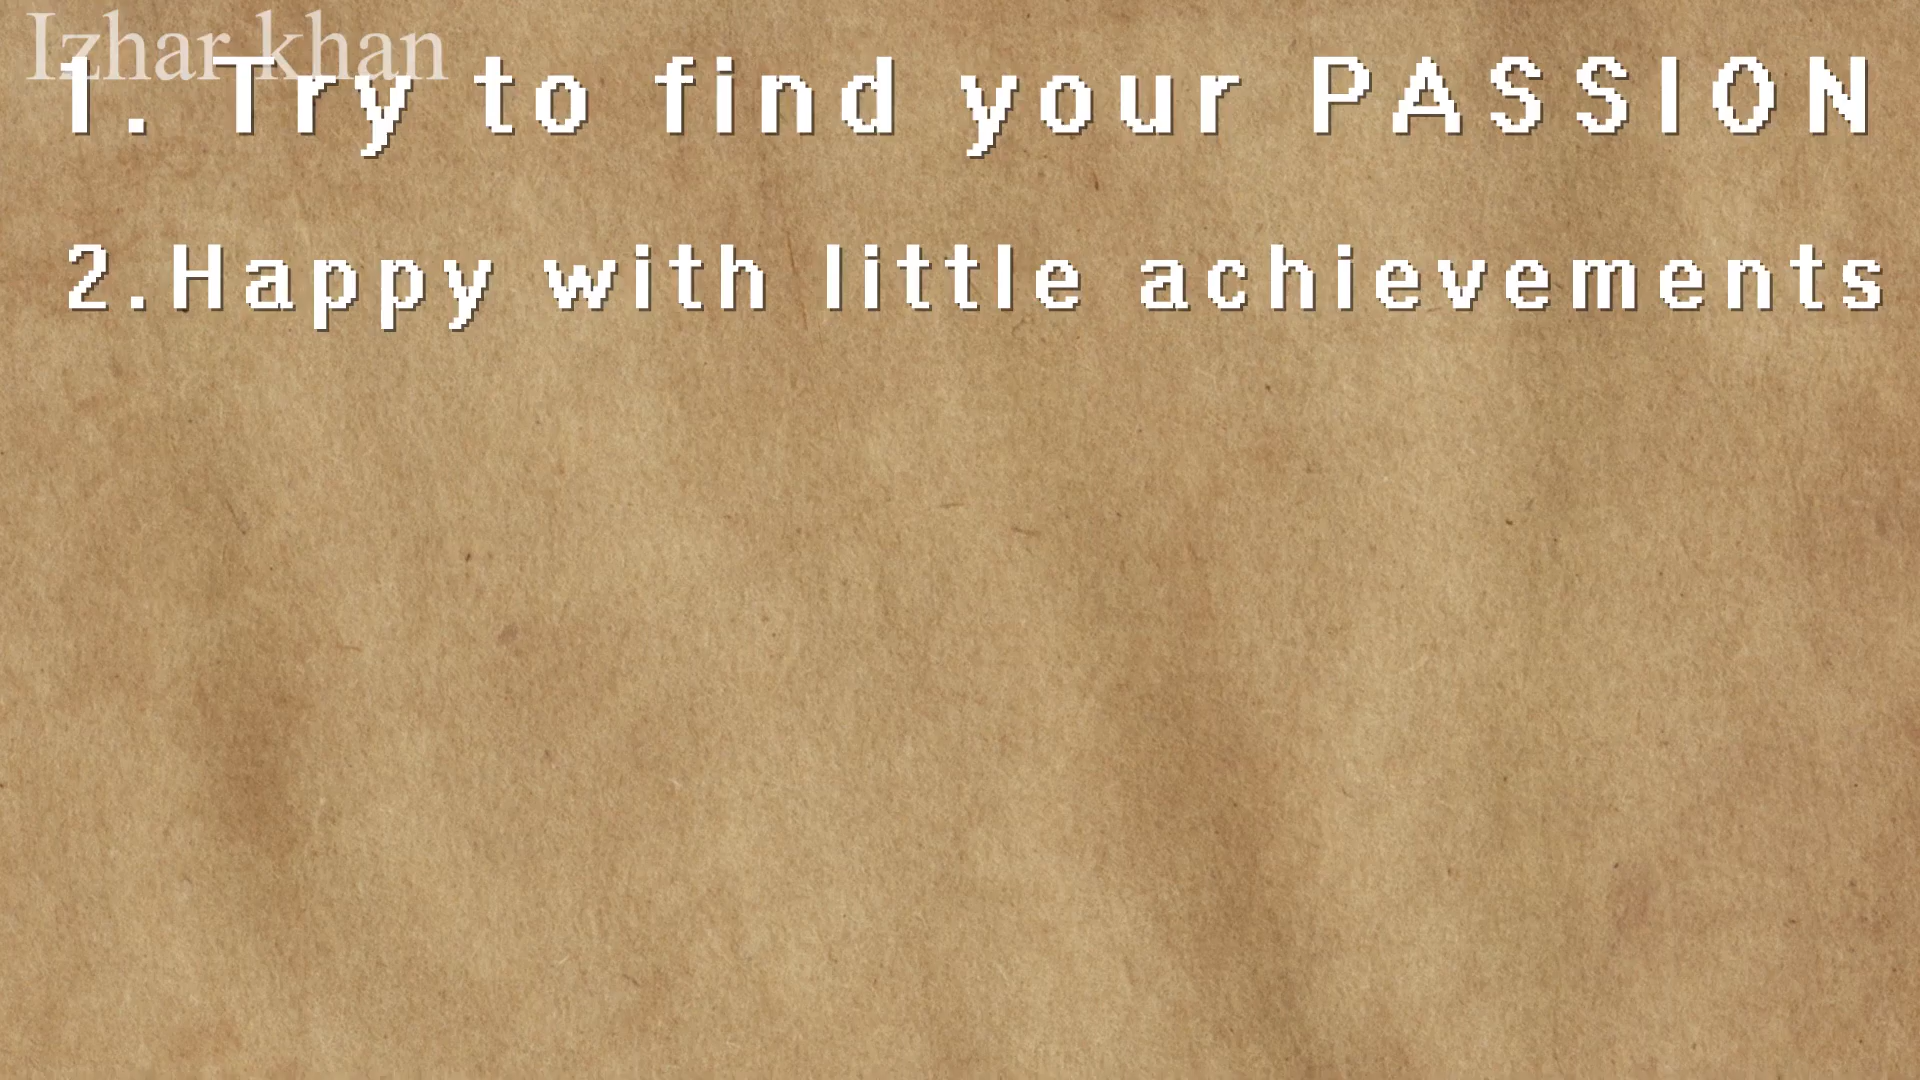 Izhar khan
1. Try to find your PASSION
2.Happy with little achievements